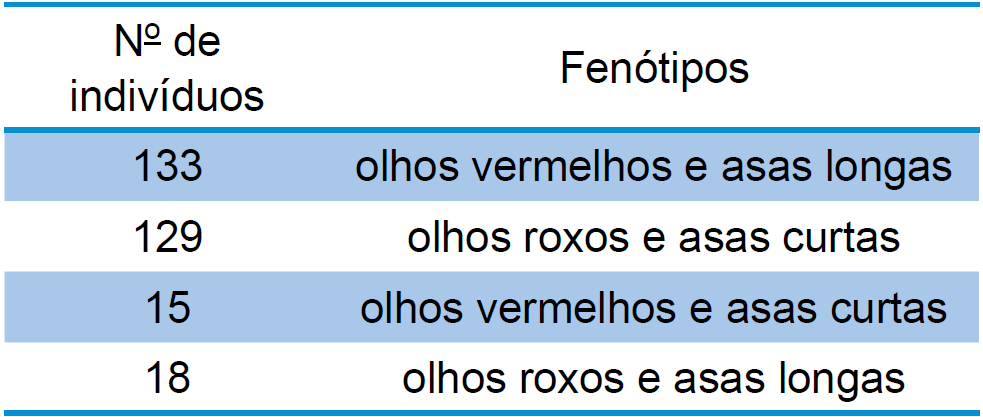 Nº de
indivíduos
Fenótipos
133 olhos vermelhos e asas longas
129 olhos roxos e asas curtas
15 olhos vermelhos e asas curtas
18 olhos roxos e asas longas